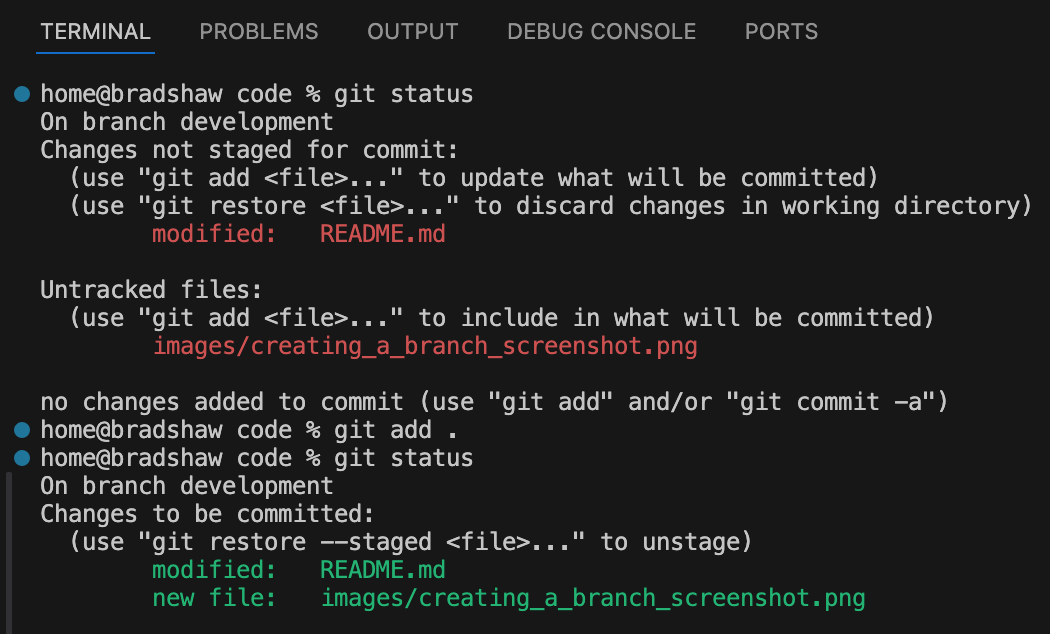 TERMINAL PROBLEMS OUTPUT DEBUG CONSOLE PORTS
home@bradshaw code % git status
On branch development
Changes not staged for commit:
  (use "git add <file>..." to update what will be committed)
  (use "git restore <file>..." to discard changes in working directory)
        modified:   README.md

Untracked files:
  (use "git add <file>..." to include in what will be committed)
        images/creating_a_branch_screenshot.png

no changes added to commit (use "git add" and/or "git commit -a")
home@bradshaw code % git add .
home@bradshaw code % git status
On branch development
Changes to be committed:
  (use "git restore --staged <file>..." to unstage)
        modified:   README.md
        new file:   images/creating_a_branch_screenshot.png